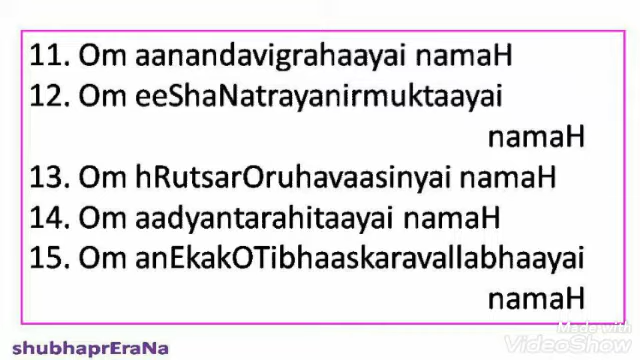 11. Om aanandavigrahaayai namaH
12. Om eeShaNatrayanirmuktaayai
namaH
13. Om hRutsarOruhavaasinyai namaH
14. Om aadyantarahitaayai namaH
15. Om anEkakOTibhaaskaravallabhaayai
namaH
Made with
VideoShow
shubhaprEraNa